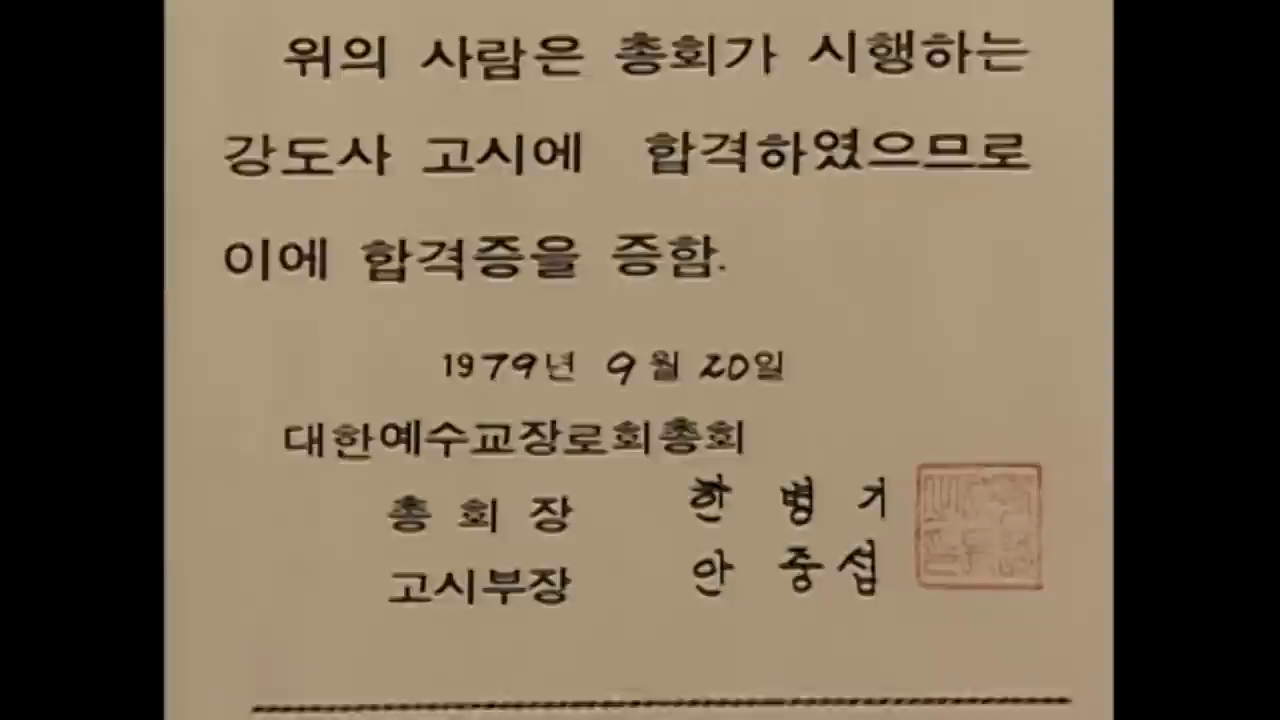 위의 사람은 총회가 시행하는
강도사 고시에 합격하였으므로
이에 합격증을 증함.
1979년 9월 20일
대한예수교장로회총회
총회장 한병기
고시부장 안중섭